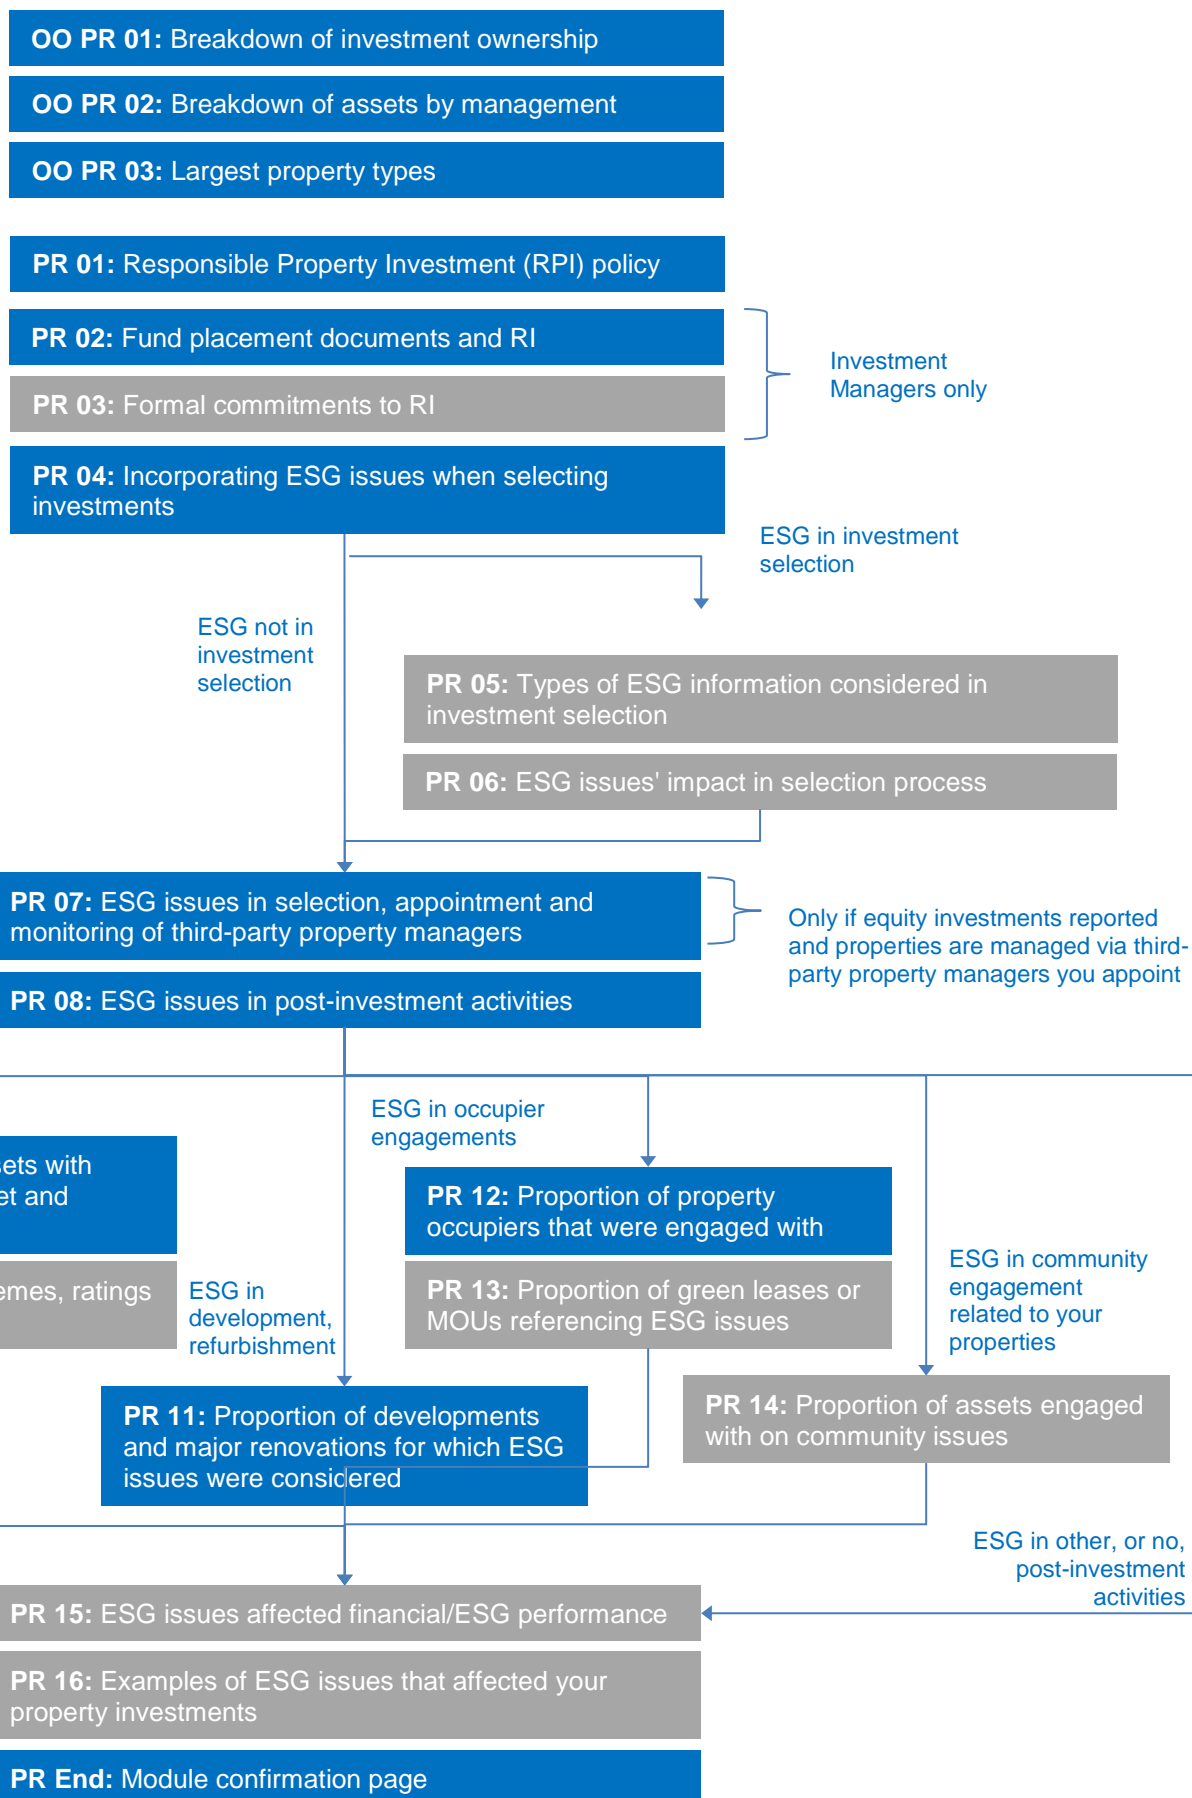 OO PR 01: Breakdown of investment ownership
OO PR 02: Breakdown of assets by management
OO PR 03: Largest property types
PR 01: Responsible Property Investment (RPI) policy
PR 02: Fund placement documents and RI
PR 03: Formal commitments to RI
Investment
Managers only
PR 04: Incorporating ESG issues when selecting
investments
ESG in investment
selection
ESG not in
investment
selection
PR 05: Types of ESG information considered in
investment selection
PR 06: ESG issues' impact in selection process
PR 07: ESG issues in selection, appointment and
monitoring of third-party property managers
Only if equity investments reported
and properties are managed via third-
party property managers you appoint
PR 08: ESG issues in post-investment activities
ESG in occupier
engagements
sets with
et and
emes, ratings
PR 12: Proportion of property
occupiers that were engaged with
PR 13: Proportion of green leases or
MOUs referencing ESG issues
ESG in
development,
refurbishment
ESG in community
engagement
related to your
properties
PR 11: Proportion of developments
and major renovations for which ESG
issues were considered
PR 14: Proportion of assets engaged
with on community issues
ESG in other, or no,
post-investment
activities
PR 15: ESG issues affected financial/ESG performance
PR 16: Examples of ESG issues that affected your
property investments
PR End: Module confirmation page